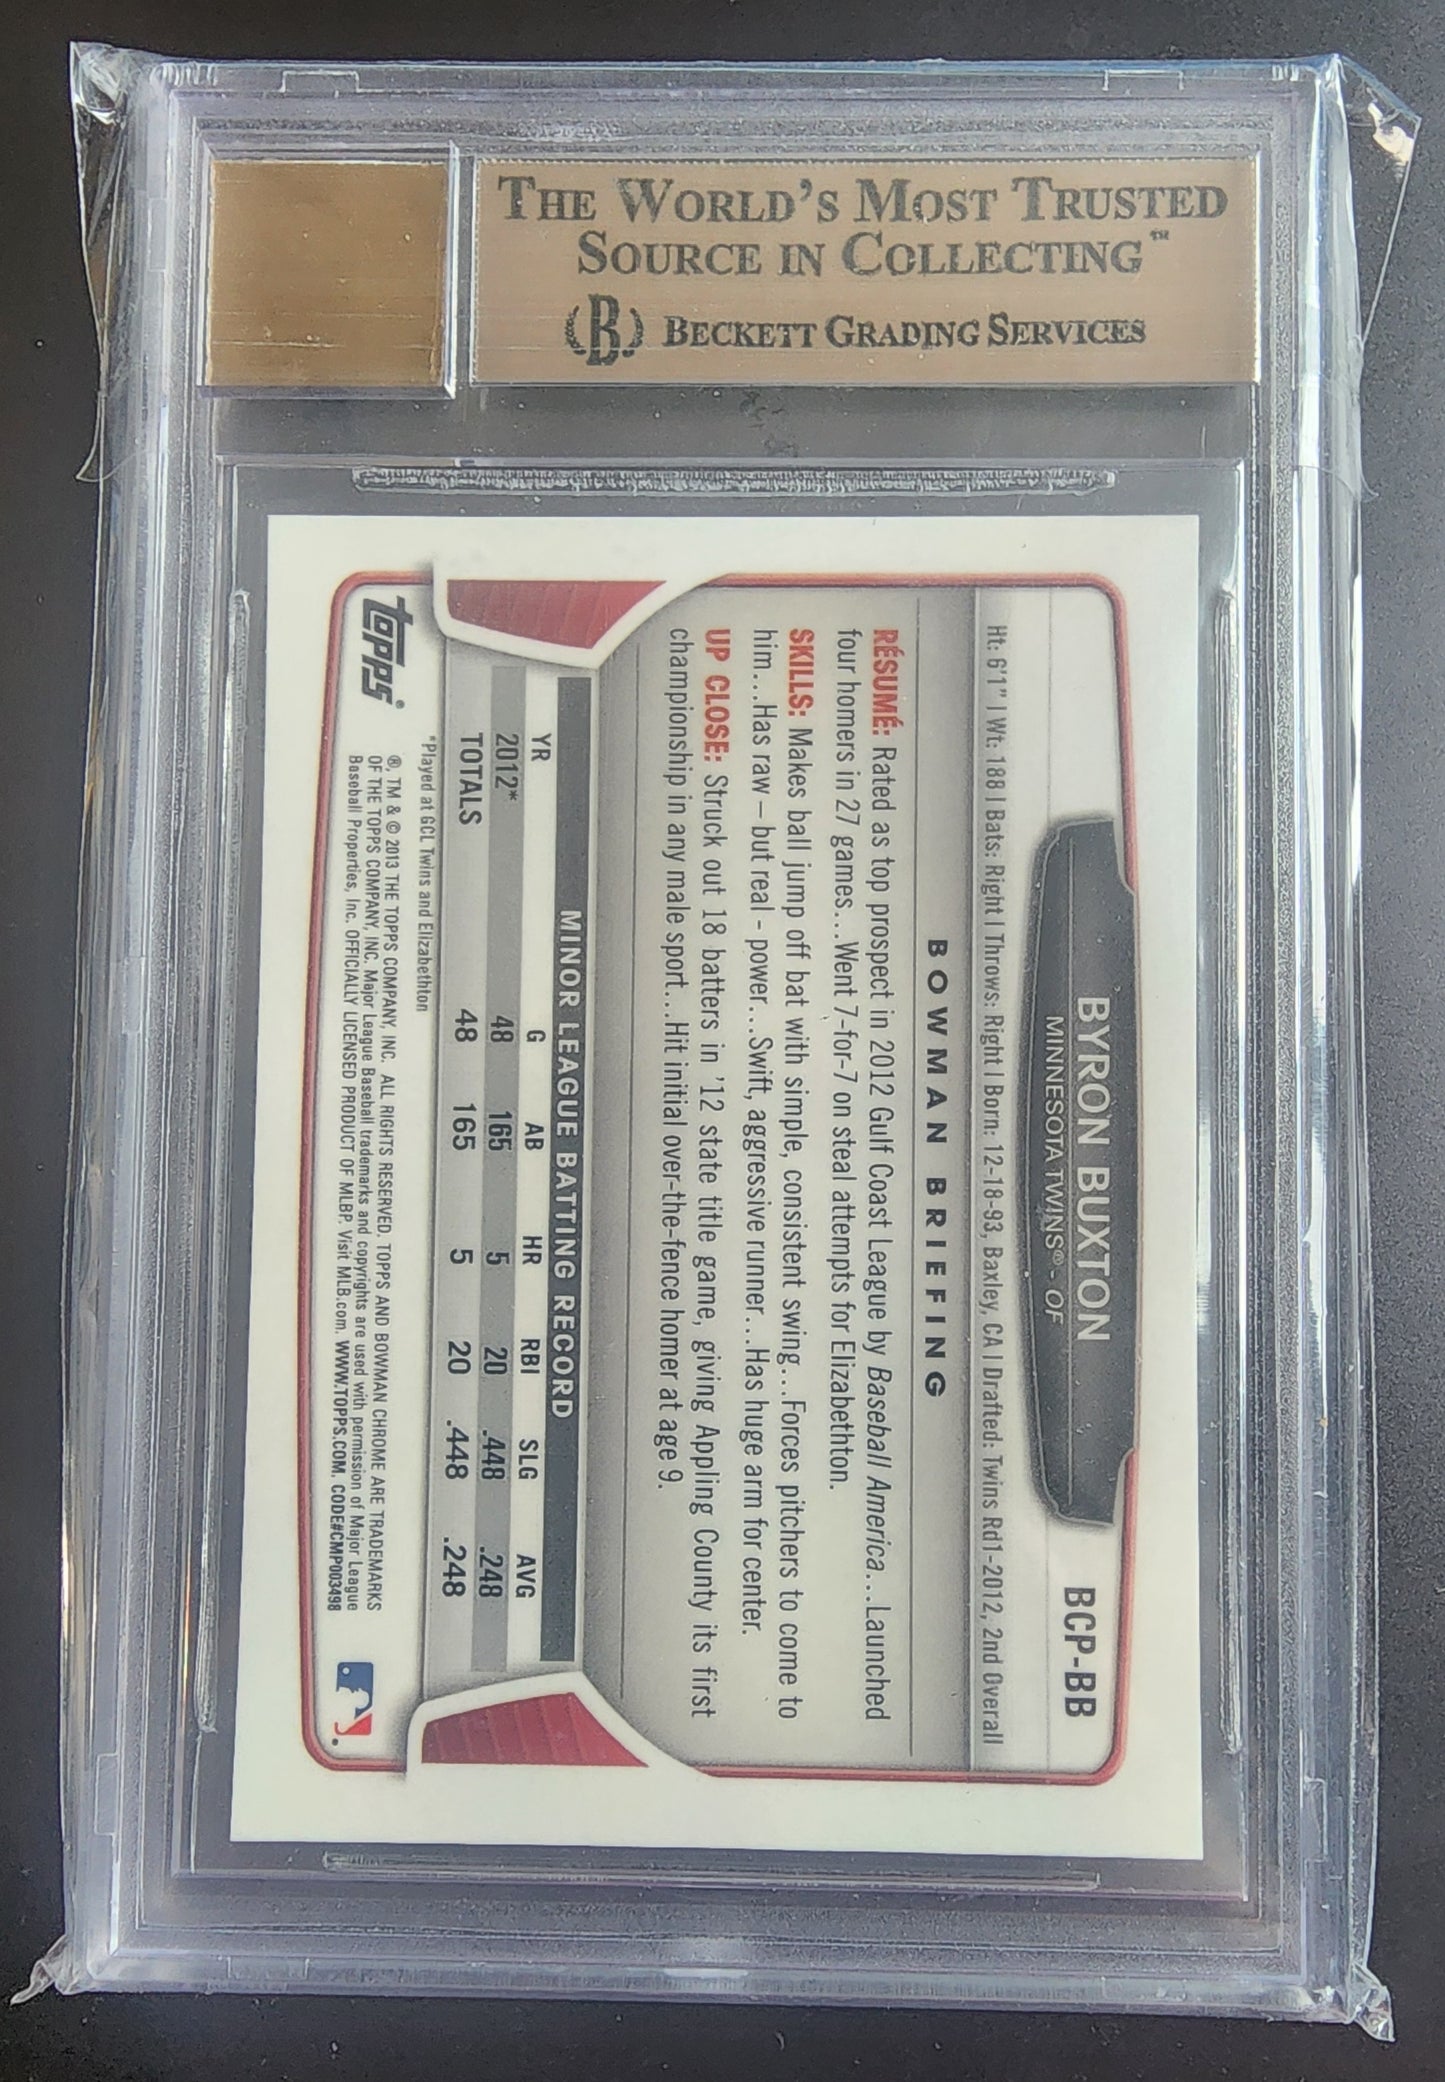 THE WORLD'S MOST TRUSTED
SOURCE IN COLLECTING™
B BECKETT GRADING SERVICES
BYRON BUXTON
MINNESOTA TWINS® - OF
BCP-BB
Ht: 6'1" | Wt: 188 | Bats: Right | Throws: Right | Born: 12-18-93, Baxley, CA | Drafted: Twins Rd1-2012, 2nd Overall
BOWMAN BRIEFING
RÉSUMÉ: Rated as top prospect in 2012 Gulf Coast League by Baseball America...Launched
four homers in 27 games...Went 7-for-7 on steal attempts for Elizabethton.
SKILLS: Makes ball jump off bat with simple, consistent swing...Forces pitchers to come to
him...Has raw – but real - power...Swift, aggressive runner...Has huge arm for center.
UP CLOSE: Struck out 18 batters in '12 state title game, giving Appling County its first
championship in any male sport...Hit initial over-the-fence homer at age 9.
MINOR LEAGUE BATTING RECORD
YR G AB HR RBI SLG AVG
2012* 48 165 5 20 .448 .248
TOTALS 48 165 5 20 .448 .248
*Played at GCL Twins and Elizabethton
topps®
®, TM & © 2013 THE TOPPS COMPANY, INC. ALL RIGHTS RESERVED. TOPPS AND BOWMAN CHROME ARE TRADEMARKS
OF THE TOPPS COMPANY, INC. Major League Baseball trademarks and copyrights are used with permission of Major League
Baseball Properties, Inc. OFFICIALLY LICENSED PRODUCT OF MLBP. Visit MLB.com. WWW.TOPPS.COM. CODE#CMP003498